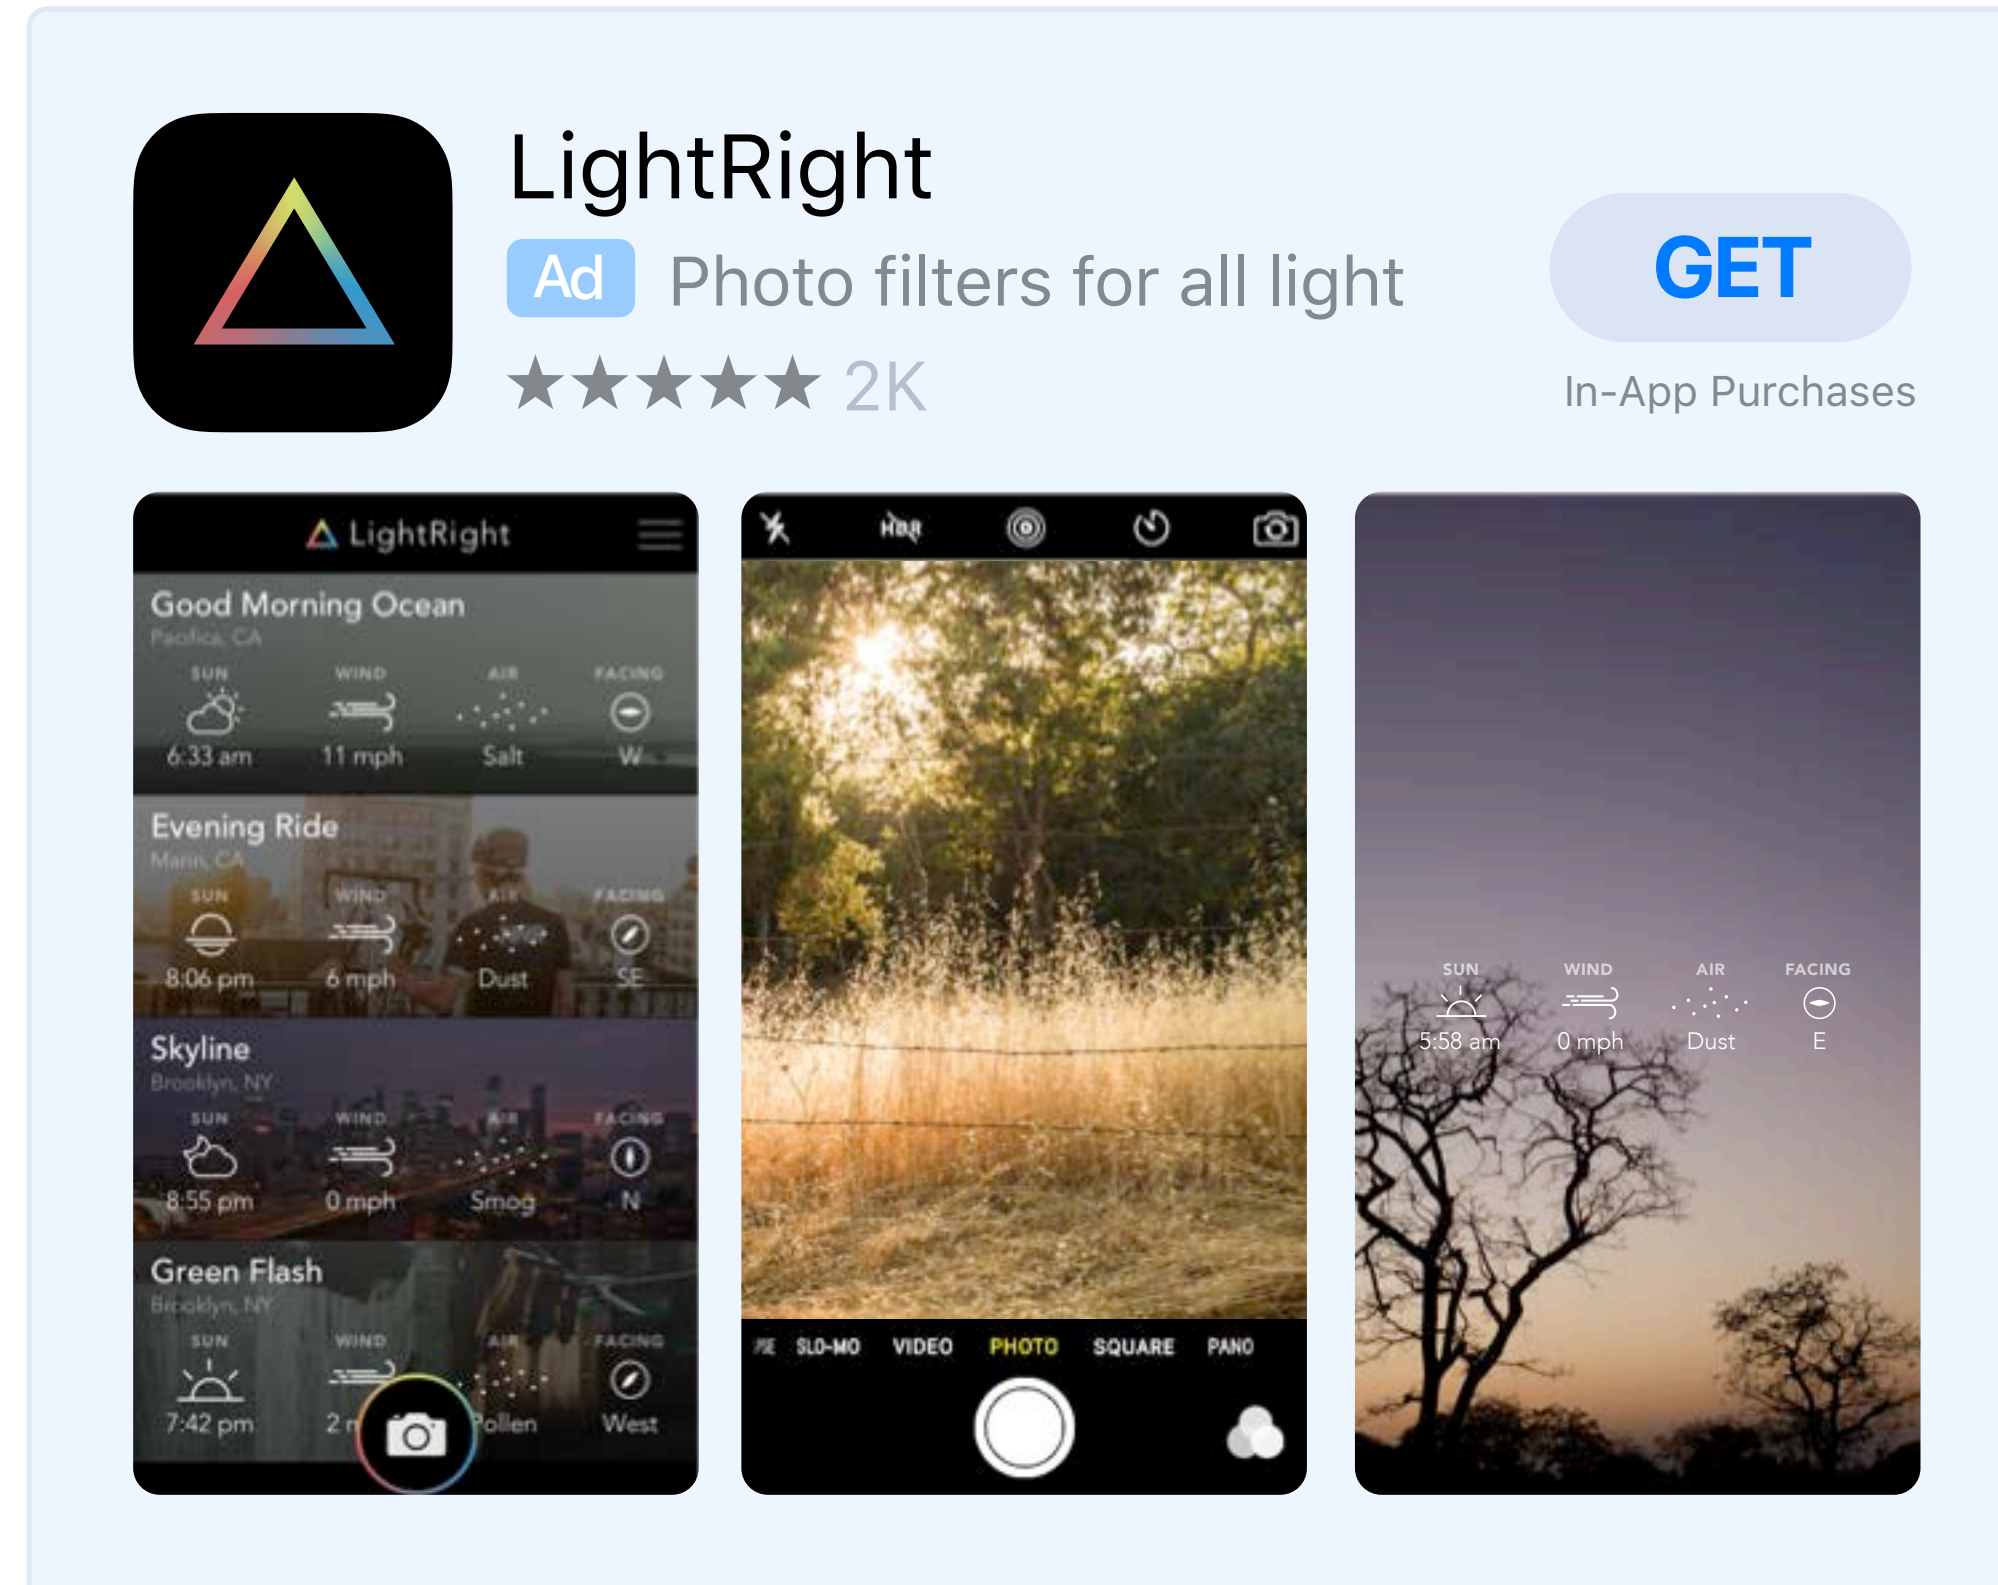 LightRight
Ad Photo filters for all light
2K
GET
In-App Purchases
LightRight
Good Morning Ocean
Pacifica, CA
SUN WIND AIR FACING
6:33 am 11 mph Salt W
Evening Ride
Marin, CA
SUN WIND AIR FACING
8:06 pm 6 mph Dust SE
Skyline
Brooklyn, NY
SUN WIND AIR FACING
8:55 pm 0 mph Smog N
Green Flash
Brooklyn, NY
SUN WIND AIR FACING
7:42 pm 2 Pollen West
HDR
SLO-MO VIDEO PHOTO SQUARE PANO
SUN WIND AIR FACING
5:58 am 0 mph Dust E